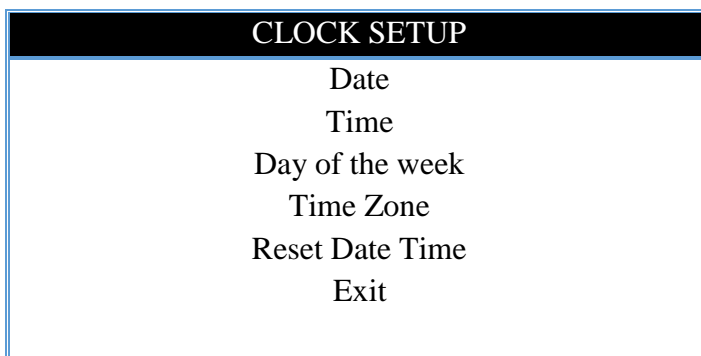 CLOCK SETUP
Date
Time
Day of the week
Time Zone
Reset Date Time
Exit